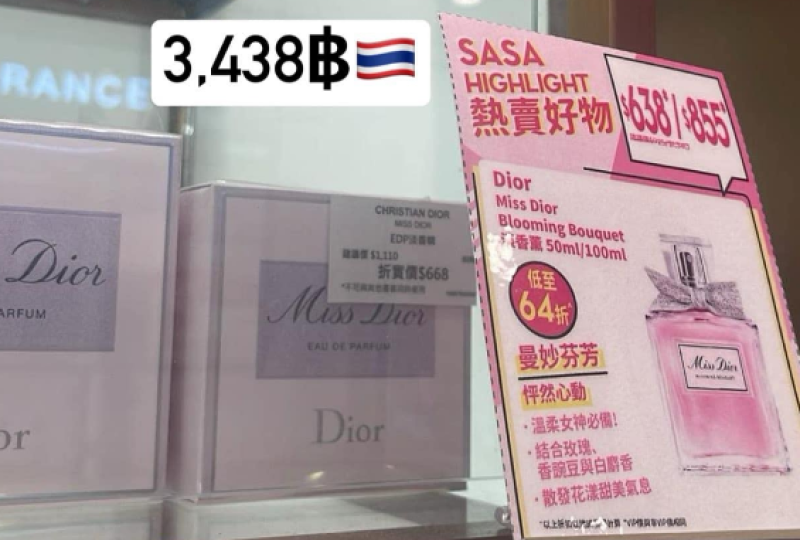 3,438฿🇹🇭
RANCE
SASA
HIGHLIGHT
熱賣好物
$638*/$855*
Dior
Miss Dior
Blooming Bouquet
香薰 50ml/100ml
低至
64折^
曼妙芬芳
怦然心動
·溫柔女神必備!
·結合玫瑰、
香豌豆與白麝香
·散發花漾甜美氣息
CHRISTIAN DIOR
MISS DIOR
EDP淡香精
建議價 $1,110
折實價$668
Miss Dior
EAU DE PARFUM
Dior
Dior
ARFUM
or
Miss Dior